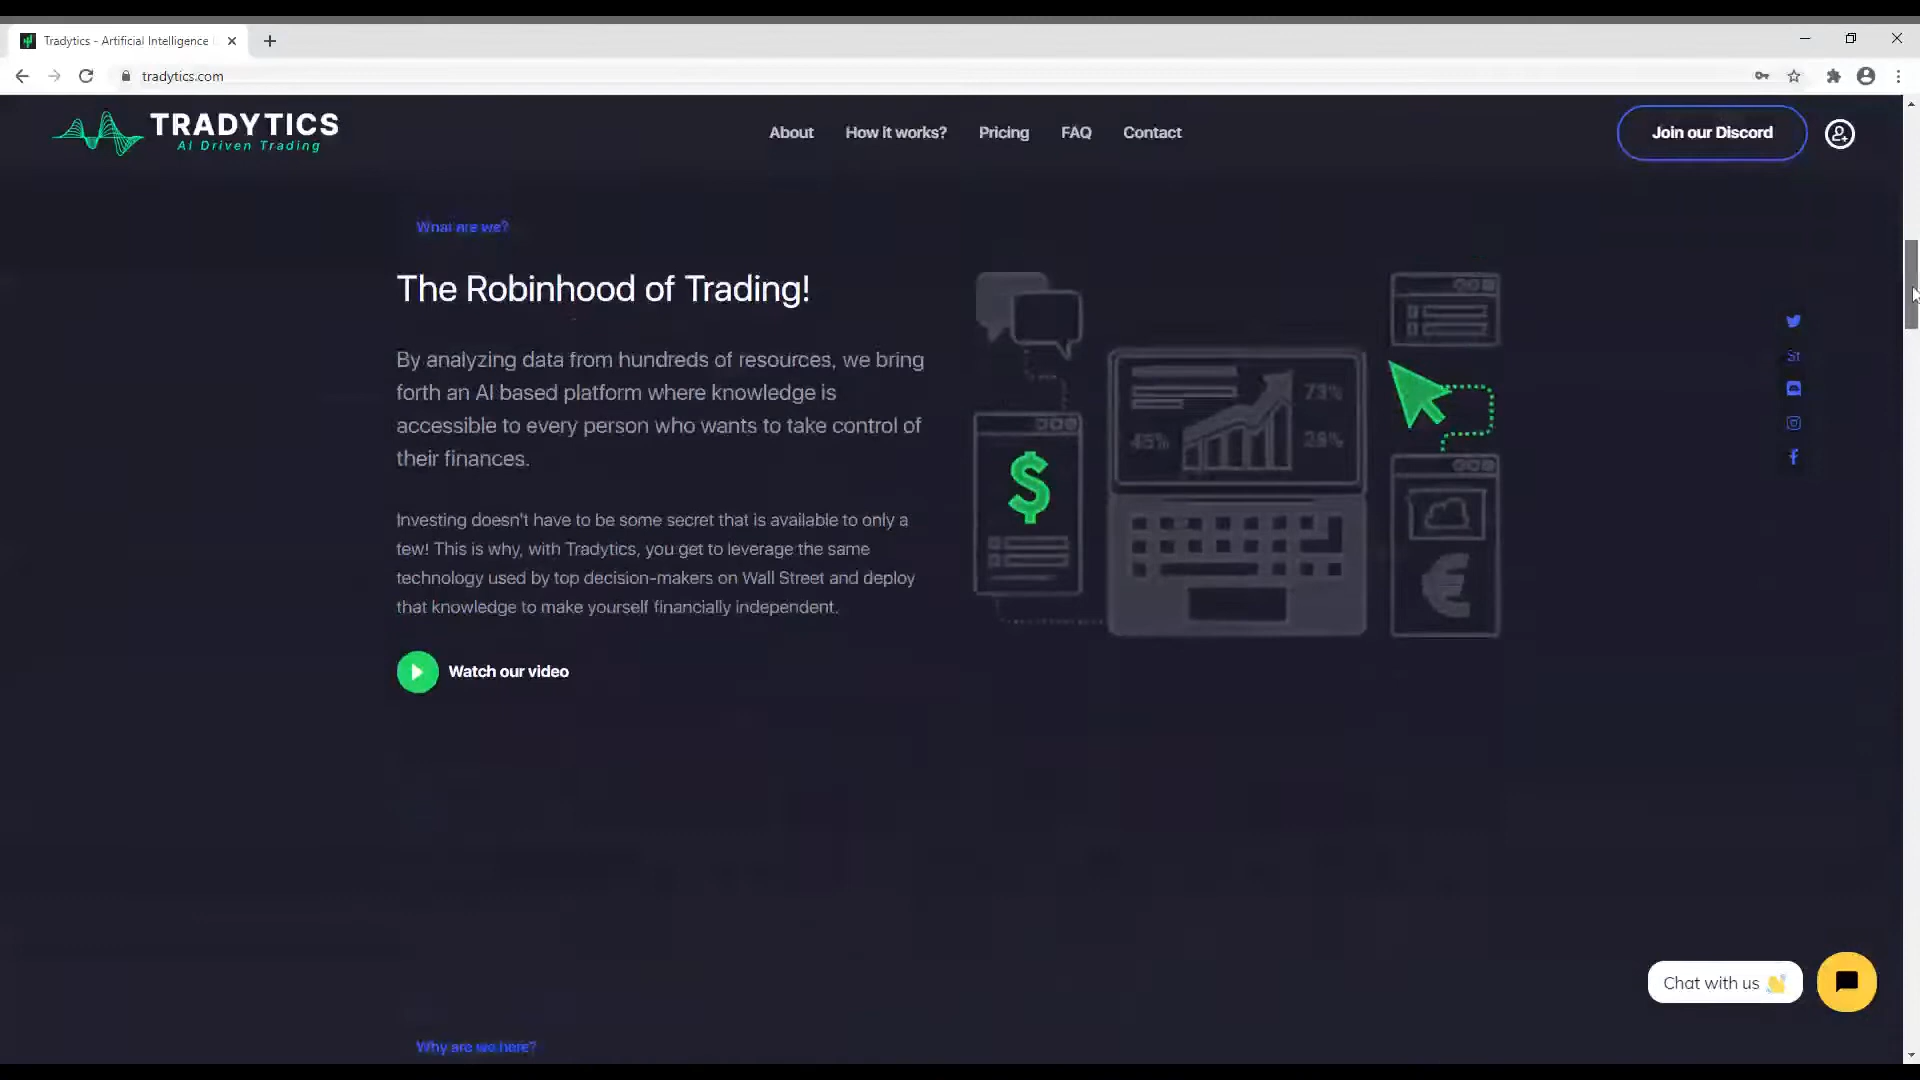 Tradytics - Artificial Intelligence
tradytics.com
TRADYTICS
AI Driven Trading
About
How it works?
Pricing
FAQ
Contact
Join our Discord
What are we?
The Robinhood of Trading!
By analyzing data from hundreds of resources, we bring
forth an AI based platform where knowledge is
accessible to every person who wants to take control of
their finances.
Investing doesn't have to be some secret that is available to only a
few! This is why, with Tradytics, you get to leverage the same
technology used by top decision-makers on Wall Street and deploy
that knowledge to make yourself financially independent.
Watch our video
73%
45%
28%
$
€
St
Chat with us 👋
Why are we here?